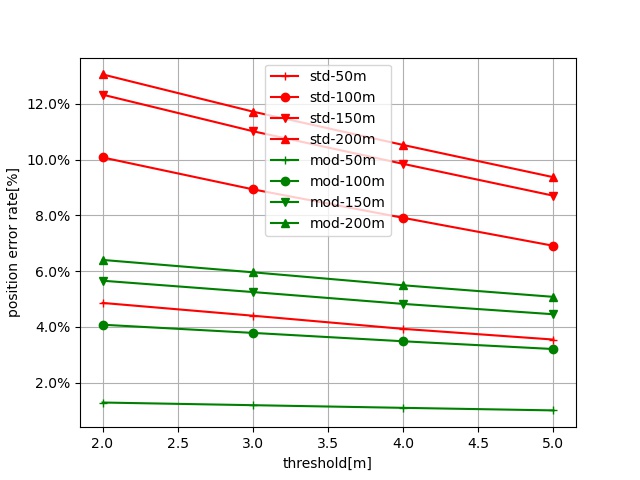 std-50m
std-100m
std-150m
std-200m
mod-50m
mod-100m
mod-150m
mod-200m
12.0%
10.0%
8.0%
6.0%
4.0%
2.0%
position error rate[%]
2.0 2.5 3.0 3.5 4.0 4.5 5.0
threshold[m]